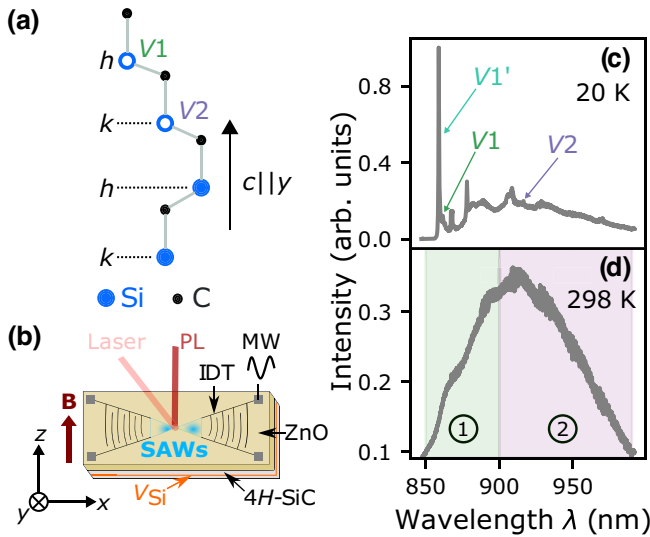 (a)
V1
h
V2
k
h
c||y
k
Si
C
(b)
Laser
PL
MW
IDT
B
ZnO
SAWs
z
x
y
VSi
4H-SiC
(c)
20 K
V1'
V1
V2
0.8
0.4
0.0
Intensity (arb. units)
(d)
298 K
0.3
0.2
0.1
1
2
850
900
950
Wavelength λ (nm)